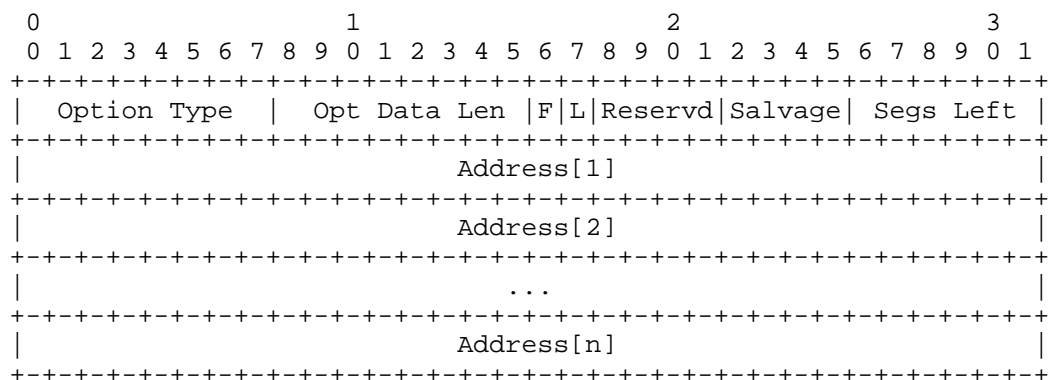 0                   1                   2                   3
 0 1 2 3 4 5 6 7 8 9 0 1 2 3 4 5 6 7 8 9 0 1 2 3 4 5 6 7 8 9 0 1
+-+-+-+-+-+-+-+-+-+-+-+-+-+-+-+-+-+-+-+-+-+-+-+-+-+-+-+-+-+-+-+-+
|  Option Type  |  Opt Data Len |F|L|Reservd|Salvage| Segs Left |
+-+-+-+-+-+-+-+-+-+-+-+-+-+-+-+-+-+-+-+-+-+-+-+-+-+-+-+-+-+-+-+-+
|                           Address[1]                          |
+-+-+-+-+-+-+-+-+-+-+-+-+-+-+-+-+-+-+-+-+-+-+-+-+-+-+-+-+-+-+-+-+
|                           Address[2]                          |
+-+-+-+-+-+-+-+-+-+-+-+-+-+-+-+-+-+-+-+-+-+-+-+-+-+-+-+-+-+-+-+-+
|                              ...                              |
+-+-+-+-+-+-+-+-+-+-+-+-+-+-+-+-+-+-+-+-+-+-+-+-+-+-+-+-+-+-+-+-+
|                           Address[n]                          |
+-+-+-+-+-+-+-+-+-+-+-+-+-+-+-+-+-+-+-+-+-+-+-+-+-+-+-+-+-+-+-+-+